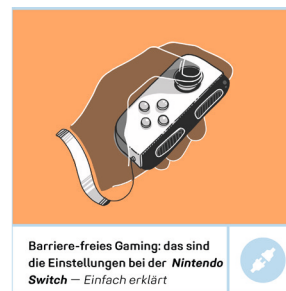 Barriere-freies Gaming: das sind
die Einstellungen bei der Nintendo
Switch — Einfach erklärt